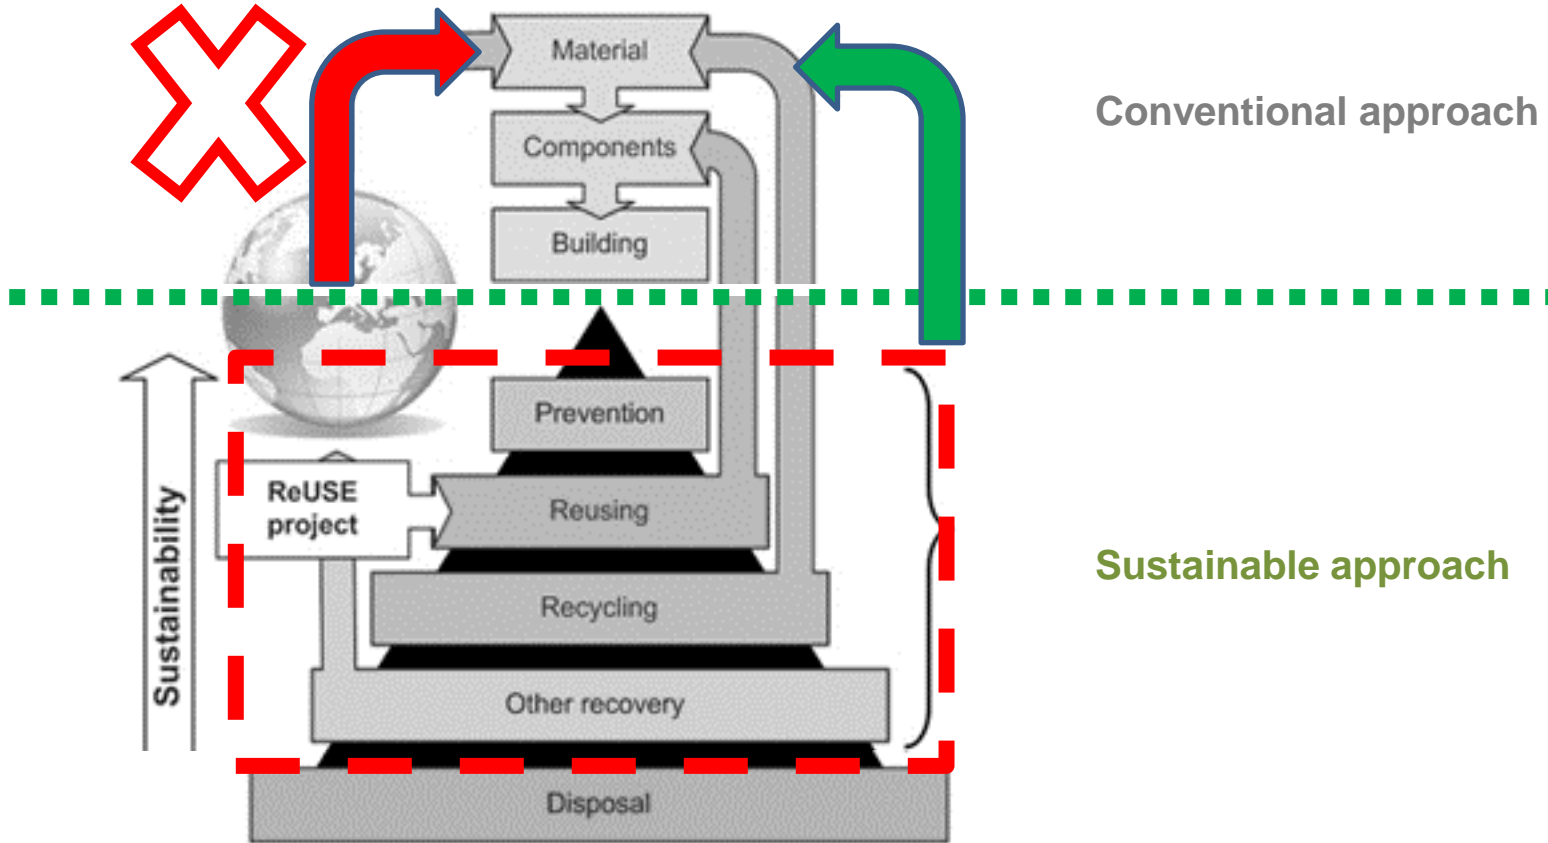 Material
Conventional approach
Components
Building
Prevention
ReUSE
project
Reusing
Sustainability
Sustainable approach
Recycling
Other recovery
Disposal